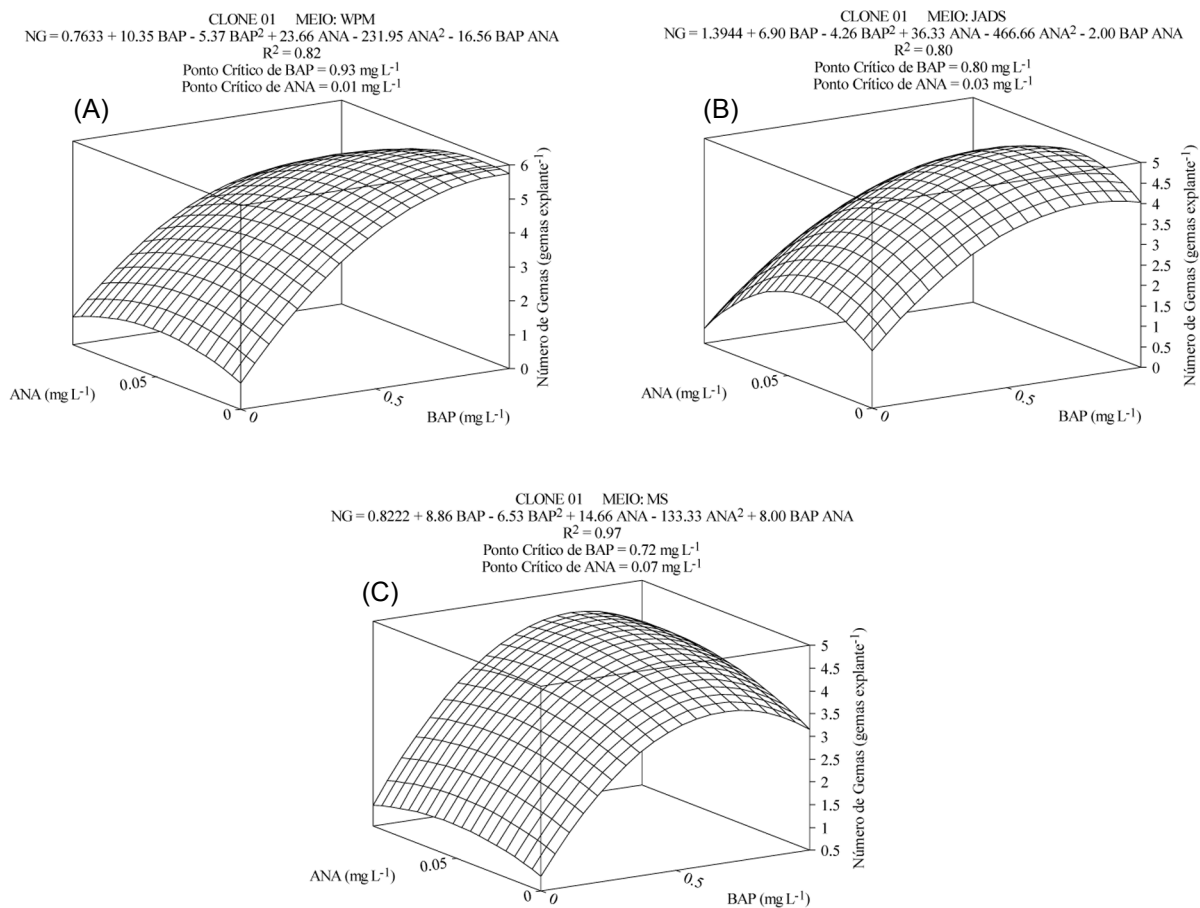 CLONE 01 MEIO: WPM
NG = 0.7633 + 10.35 BAP - 5.37 BAP² + 23.66 ANA - 231.95 ANA² - 16.56 BAP ANA
R² = 0.82
Ponto Crítico de BAP = 0.93 mg L⁻¹
Ponto Crítico de ANA = 0.01 mg L⁻¹
(A)
6
5
4
3
2
1
0
Número de Gemas (gemas explante⁻¹)
ANA (mg L⁻¹)
0.05
0
0
0.5
BAP (mg L⁻¹)
CLONE 01 MEIO: JADS
NG = 1.3944 + 6.90 BAP - 4.26 BAP² + 36.33 ANA - 466.66 ANA² - 2.00 BAP ANA
R² = 0.80
Ponto Crítico de BAP = 0.80 mg L⁻¹
Ponto Crítico de ANA = 0.03 mg L⁻¹
(B)
5
4.5
4
3.5
3
2.5
2
1.5
1
0.5
0
Número de Gemas (gemas explante⁻¹)
ANA (mg L⁻¹)
0.05
0
0
0.5
BAP (mg L⁻¹)
CLONE 01 MEIO: MS
NG = 0.8222 + 8.86 BAP - 6.53 BAP² + 14.66 ANA - 133.33 ANA² + 8.00 BAP ANA
R² = 0.97
Ponto Crítico de BAP = 0.72 mg L⁻¹
Ponto Crítico de ANA = 0.07 mg L⁻¹
(C)
5
4.5
4
3.5
3
2.5
2
1.5
1
0.5
Número de Gemas (gemas explante⁻¹)
ANA (mg L⁻¹)
0.05
0
0
0.5
BAP (mg L⁻¹)